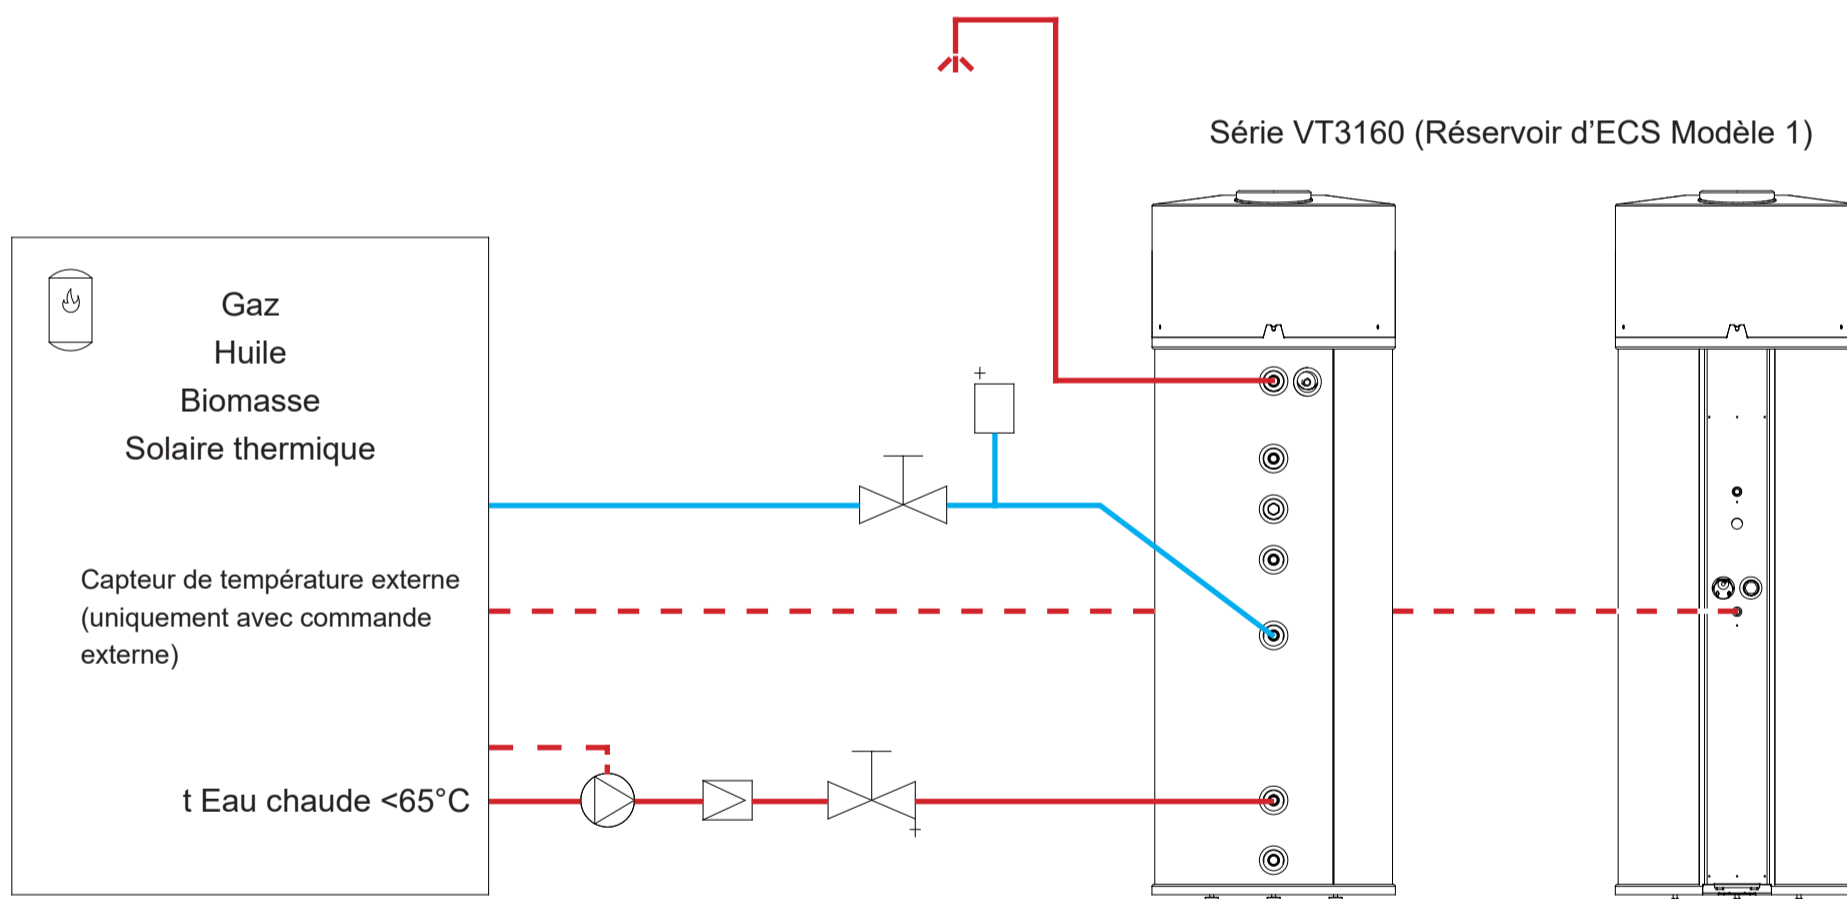 Série VT3160 (Réservoir d’ECS Modèle 1)
Gaz
Huile
Biomasse
Solaire thermique
Capteur de température externe
(uniquement avec commande
externe)
t Eau chaude <65°C